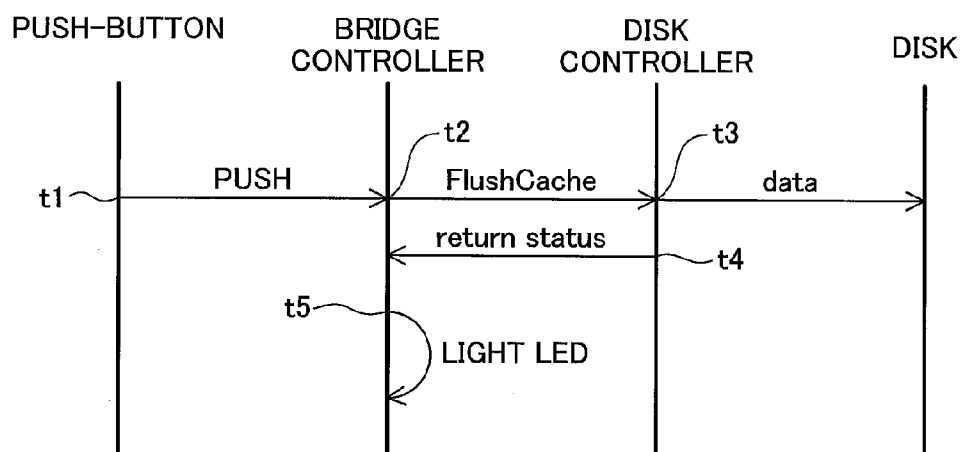 PUSH-BUTTON
BRIDGE
CONTROLLER
DISK
CONTROLLER
DISK
t2
t3
t1
PUSH
FlushCache
data
return status
t4
t5
LIGHT LED